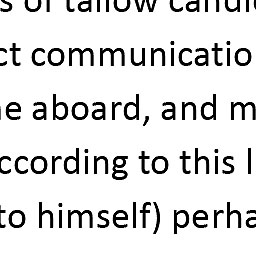 s of tallow candl
ct communicatio
ne aboard, and m
ccording to this l
to himself) perha